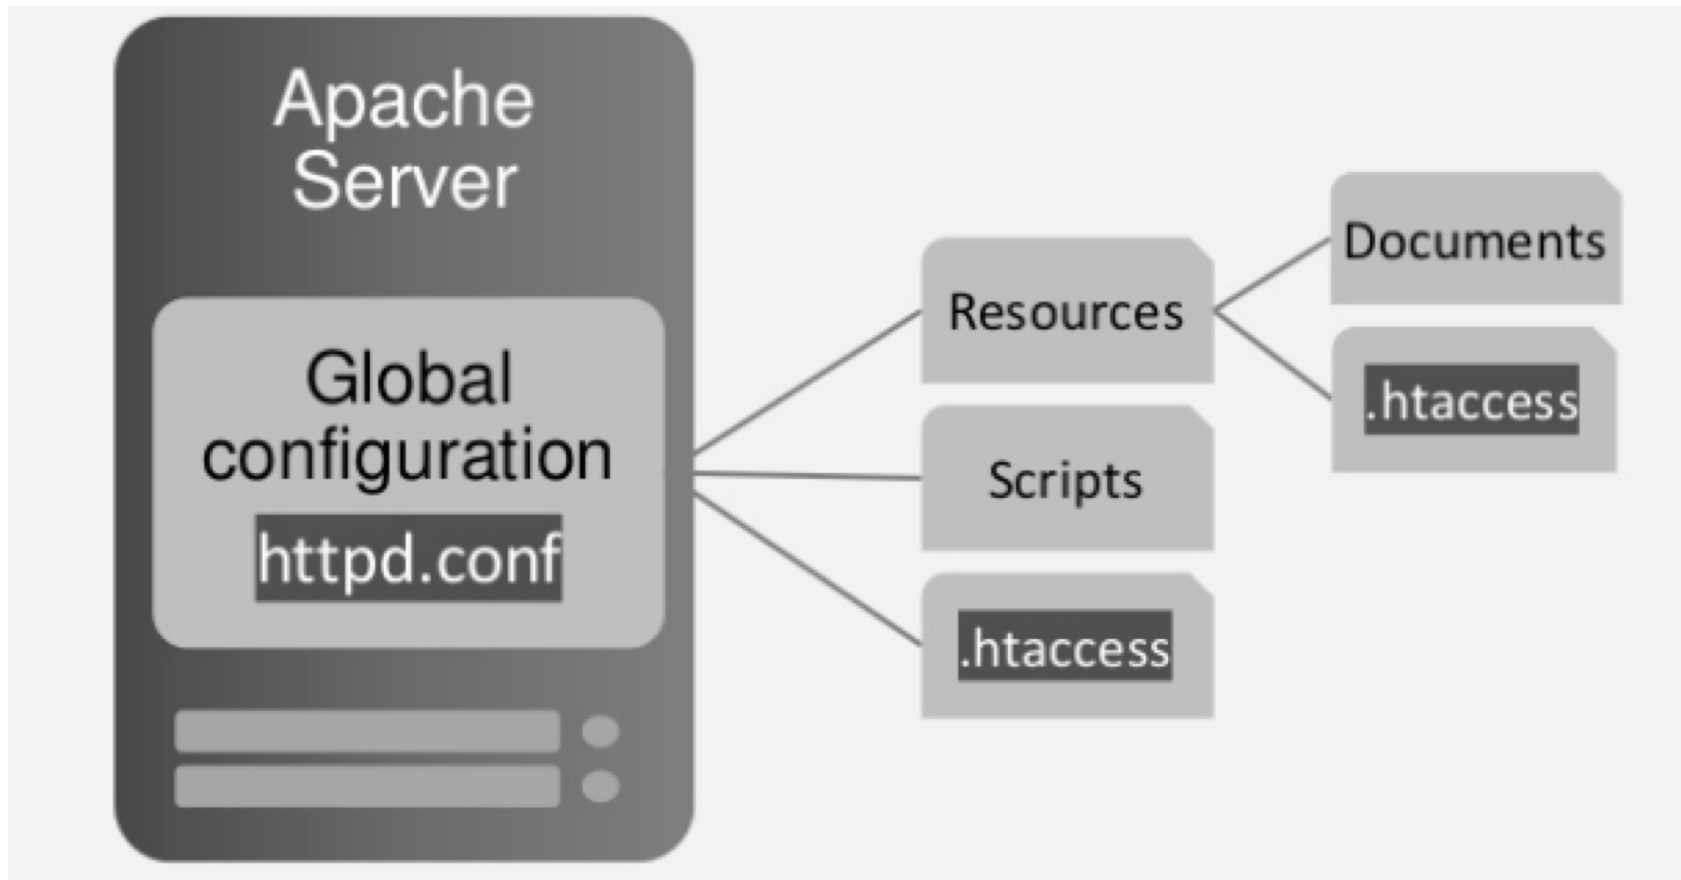 Apache
Server
Global
configuration
httpd.conf
Resources
Scripts
.htaccess
Documents
.htaccess